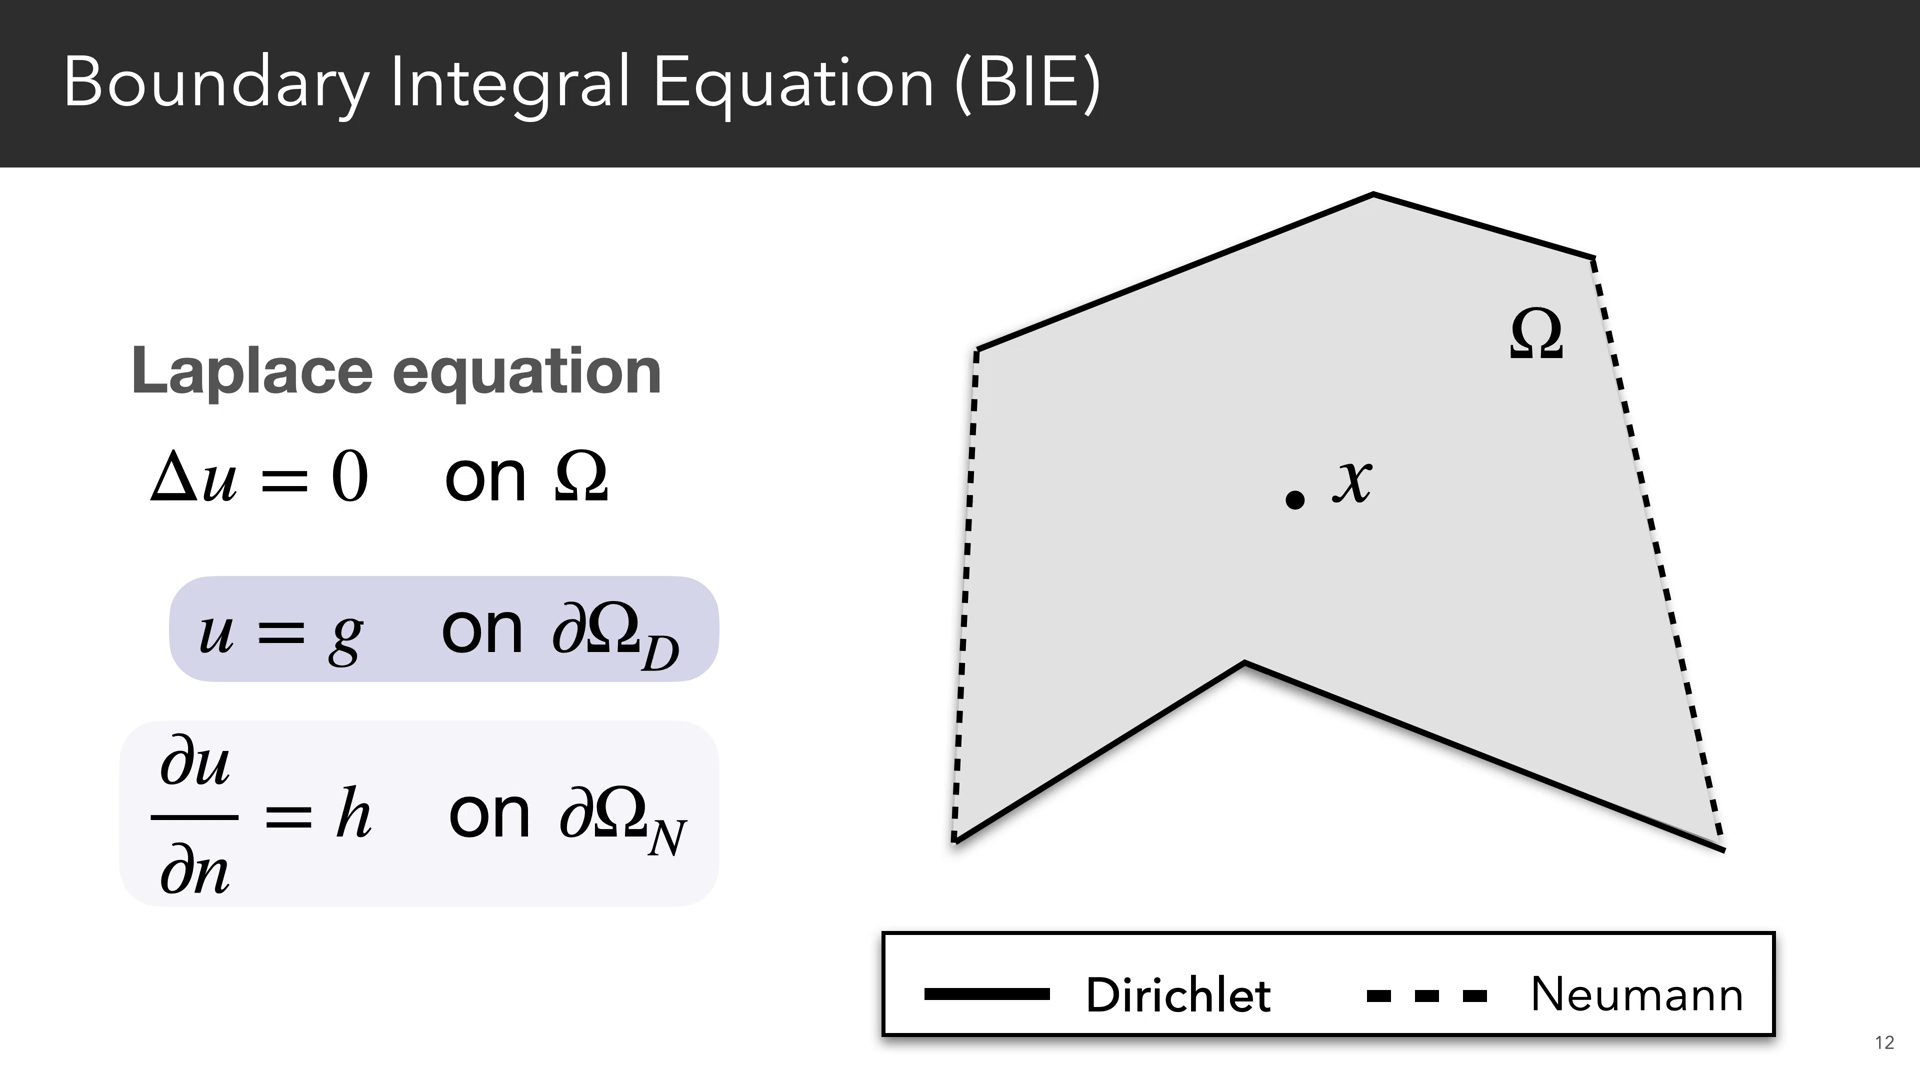 Boundary Integral Equation (BIE)
Laplace equation
Δu = 0 on Ω
u = g on ∂Ω_D
∂u/∂n = h on ∂Ω_N
Ω
x
Dirichlet Neumann
12